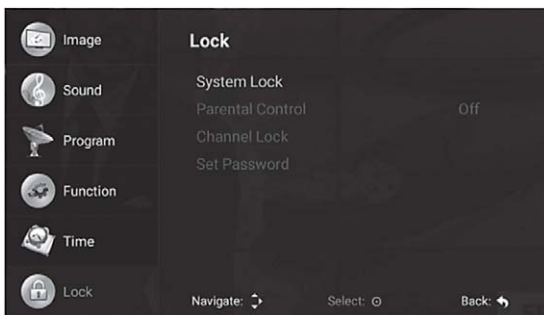 Image
Sound
Program
Function
Time
Lock
Lock
System Lock
Parental Control Off
Channel Lock
Set Password
Navigate: Select: Back: